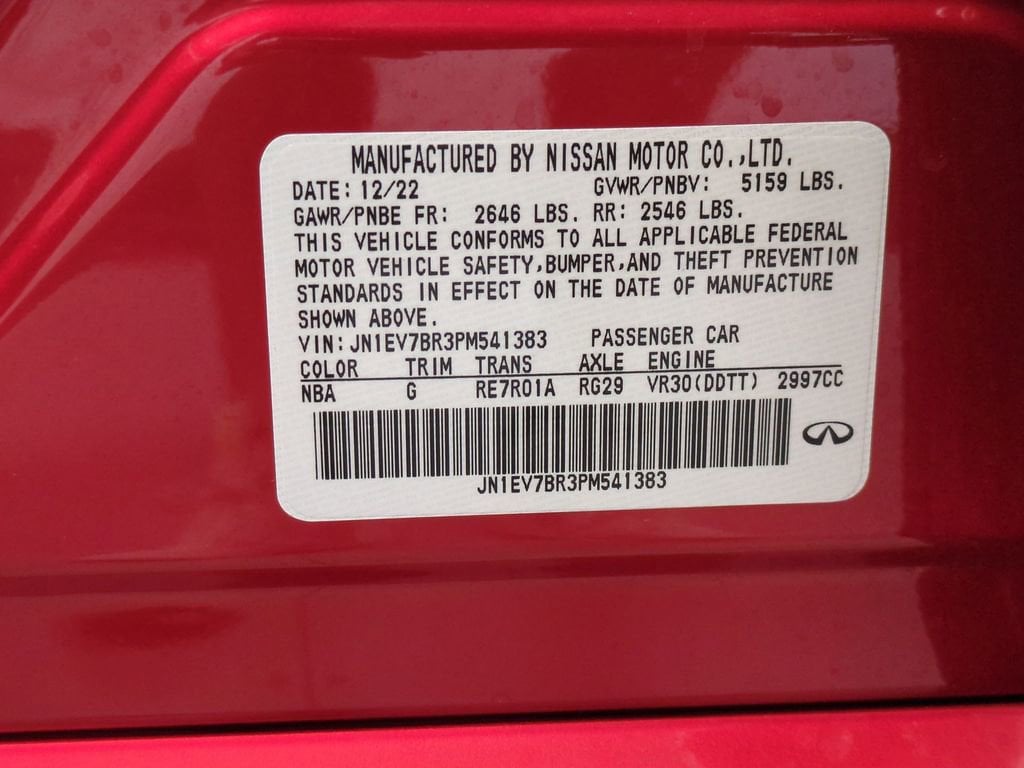 MANUFACTURED BY NISSAN MOTOR CO.,LTD.
DATE: 12/22 GVWR/PNBV: 5159 LBS.
GAWR/PNBE FR: 2646 LBS. RR: 2546 LBS.
THIS VEHICLE CONFORMS TO ALL APPLICABLE FEDERAL
MOTOR VEHICLE SAFETY,BUMPER,AND THEFT PREVENTION
STANDARDS IN EFFECT ON THE DATE OF MANUFACTURE
SHOWN ABOVE.
VIN: JN1EV7BR3PM541383 PASSENGER CAR
COLOR TRIM TRANS AXLE ENGINE
NBA G RE7R01A RG29 VR30(DDTT) 2997CC
JN1EV7BR3PM541383